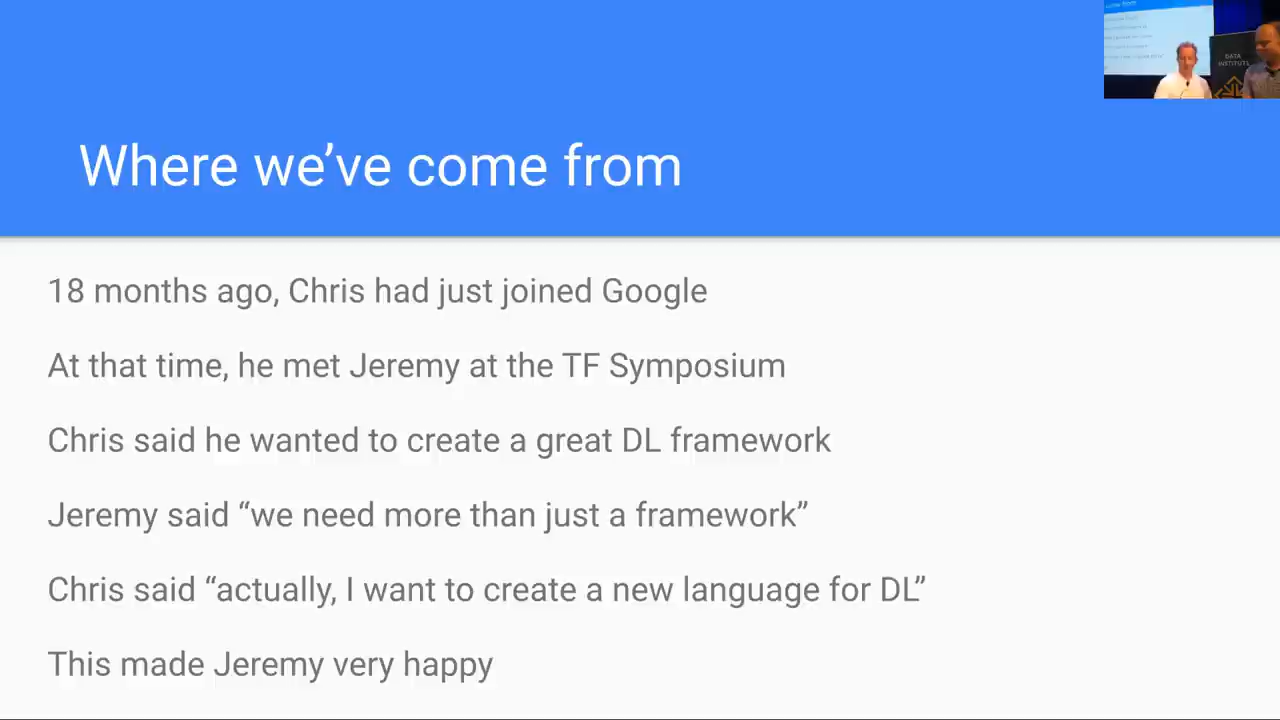 Where we’ve come from
18 months ago, Chris had just joined Google
At that time, he met Jeremy at the TF Symposium
Chris said he wanted to create a great DL framework
Jeremy said “we need more than just a framework”
Chris said “actually, I want to create a new language for DL”
This made Jeremy very happy
DATA
INSTITUTE